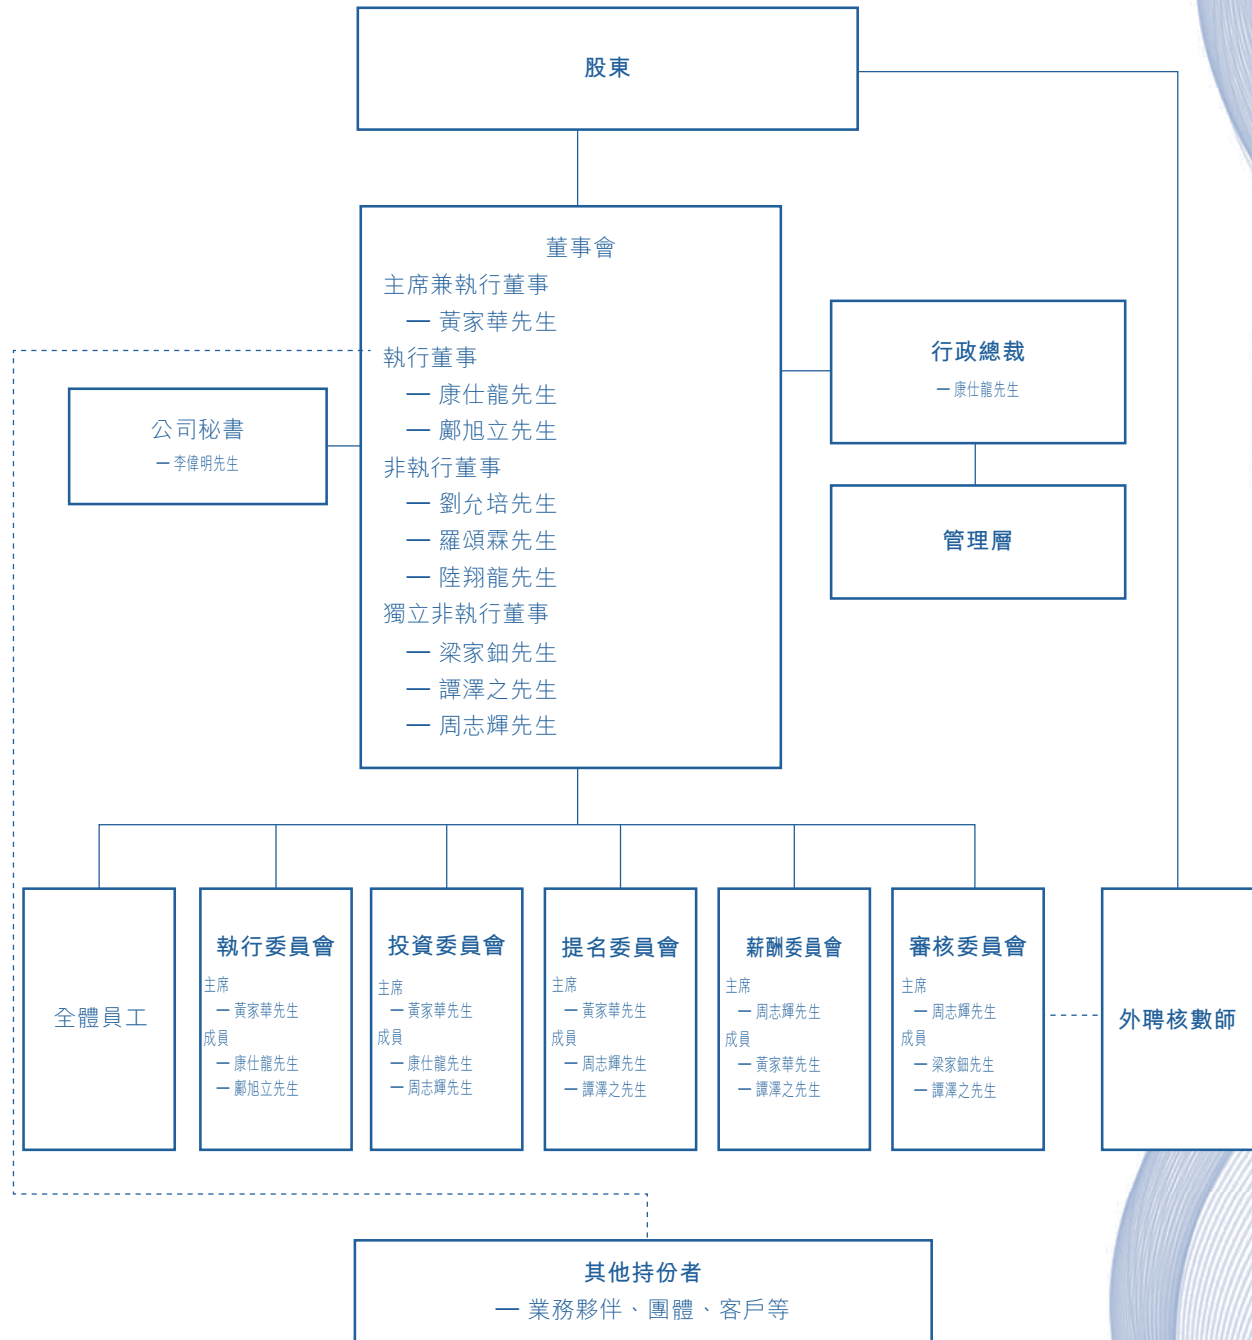 股東
董事會
主席兼執行董事
— 黃家華先生
執行董事
— 康仕龍先生
— 鄺旭立先生
非執行董事
— 劉允培先生
— 羅頌霖先生
— 陸翔龍先生
獨立非執行董事
— 梁家鈿先生
— 譚澤之先生
— 周志輝先生
公司秘書
— 李偉明先生
行政總裁
— 康仕龍先生
管理層
全體員工
執行委員會
主席
— 黃家華先生
成員
— 康仕龍先生
— 鄺旭立先生
投資委員會
主席
— 黃家華先生
成員
— 康仕龍先生
— 周志輝先生
提名委員會
主席
— 黃家華先生
成員
— 周志輝先生
— 譚澤之先生
薪酬委員會
主席
— 周志輝先生
成員
— 黃家華先生
— 譚澤之先生
審核委員會
主席
— 周志輝先生
成員
— 梁家鈿先生
— 譚澤之先生
外聘核數師
其他持份者
— 業務夥伴、團體、客戶等